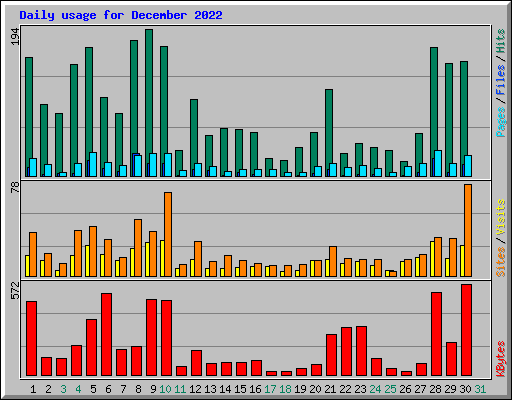 Daily usage for December 2022
194
Pages / Files / Hits
78
Sites / Visits
572
KBytes
1 2 3 4 5 6 7 8 9 10 11 12 13 14 15 16 17 18 19 20 21 22 23 24 25 26 27 28 29 30 31